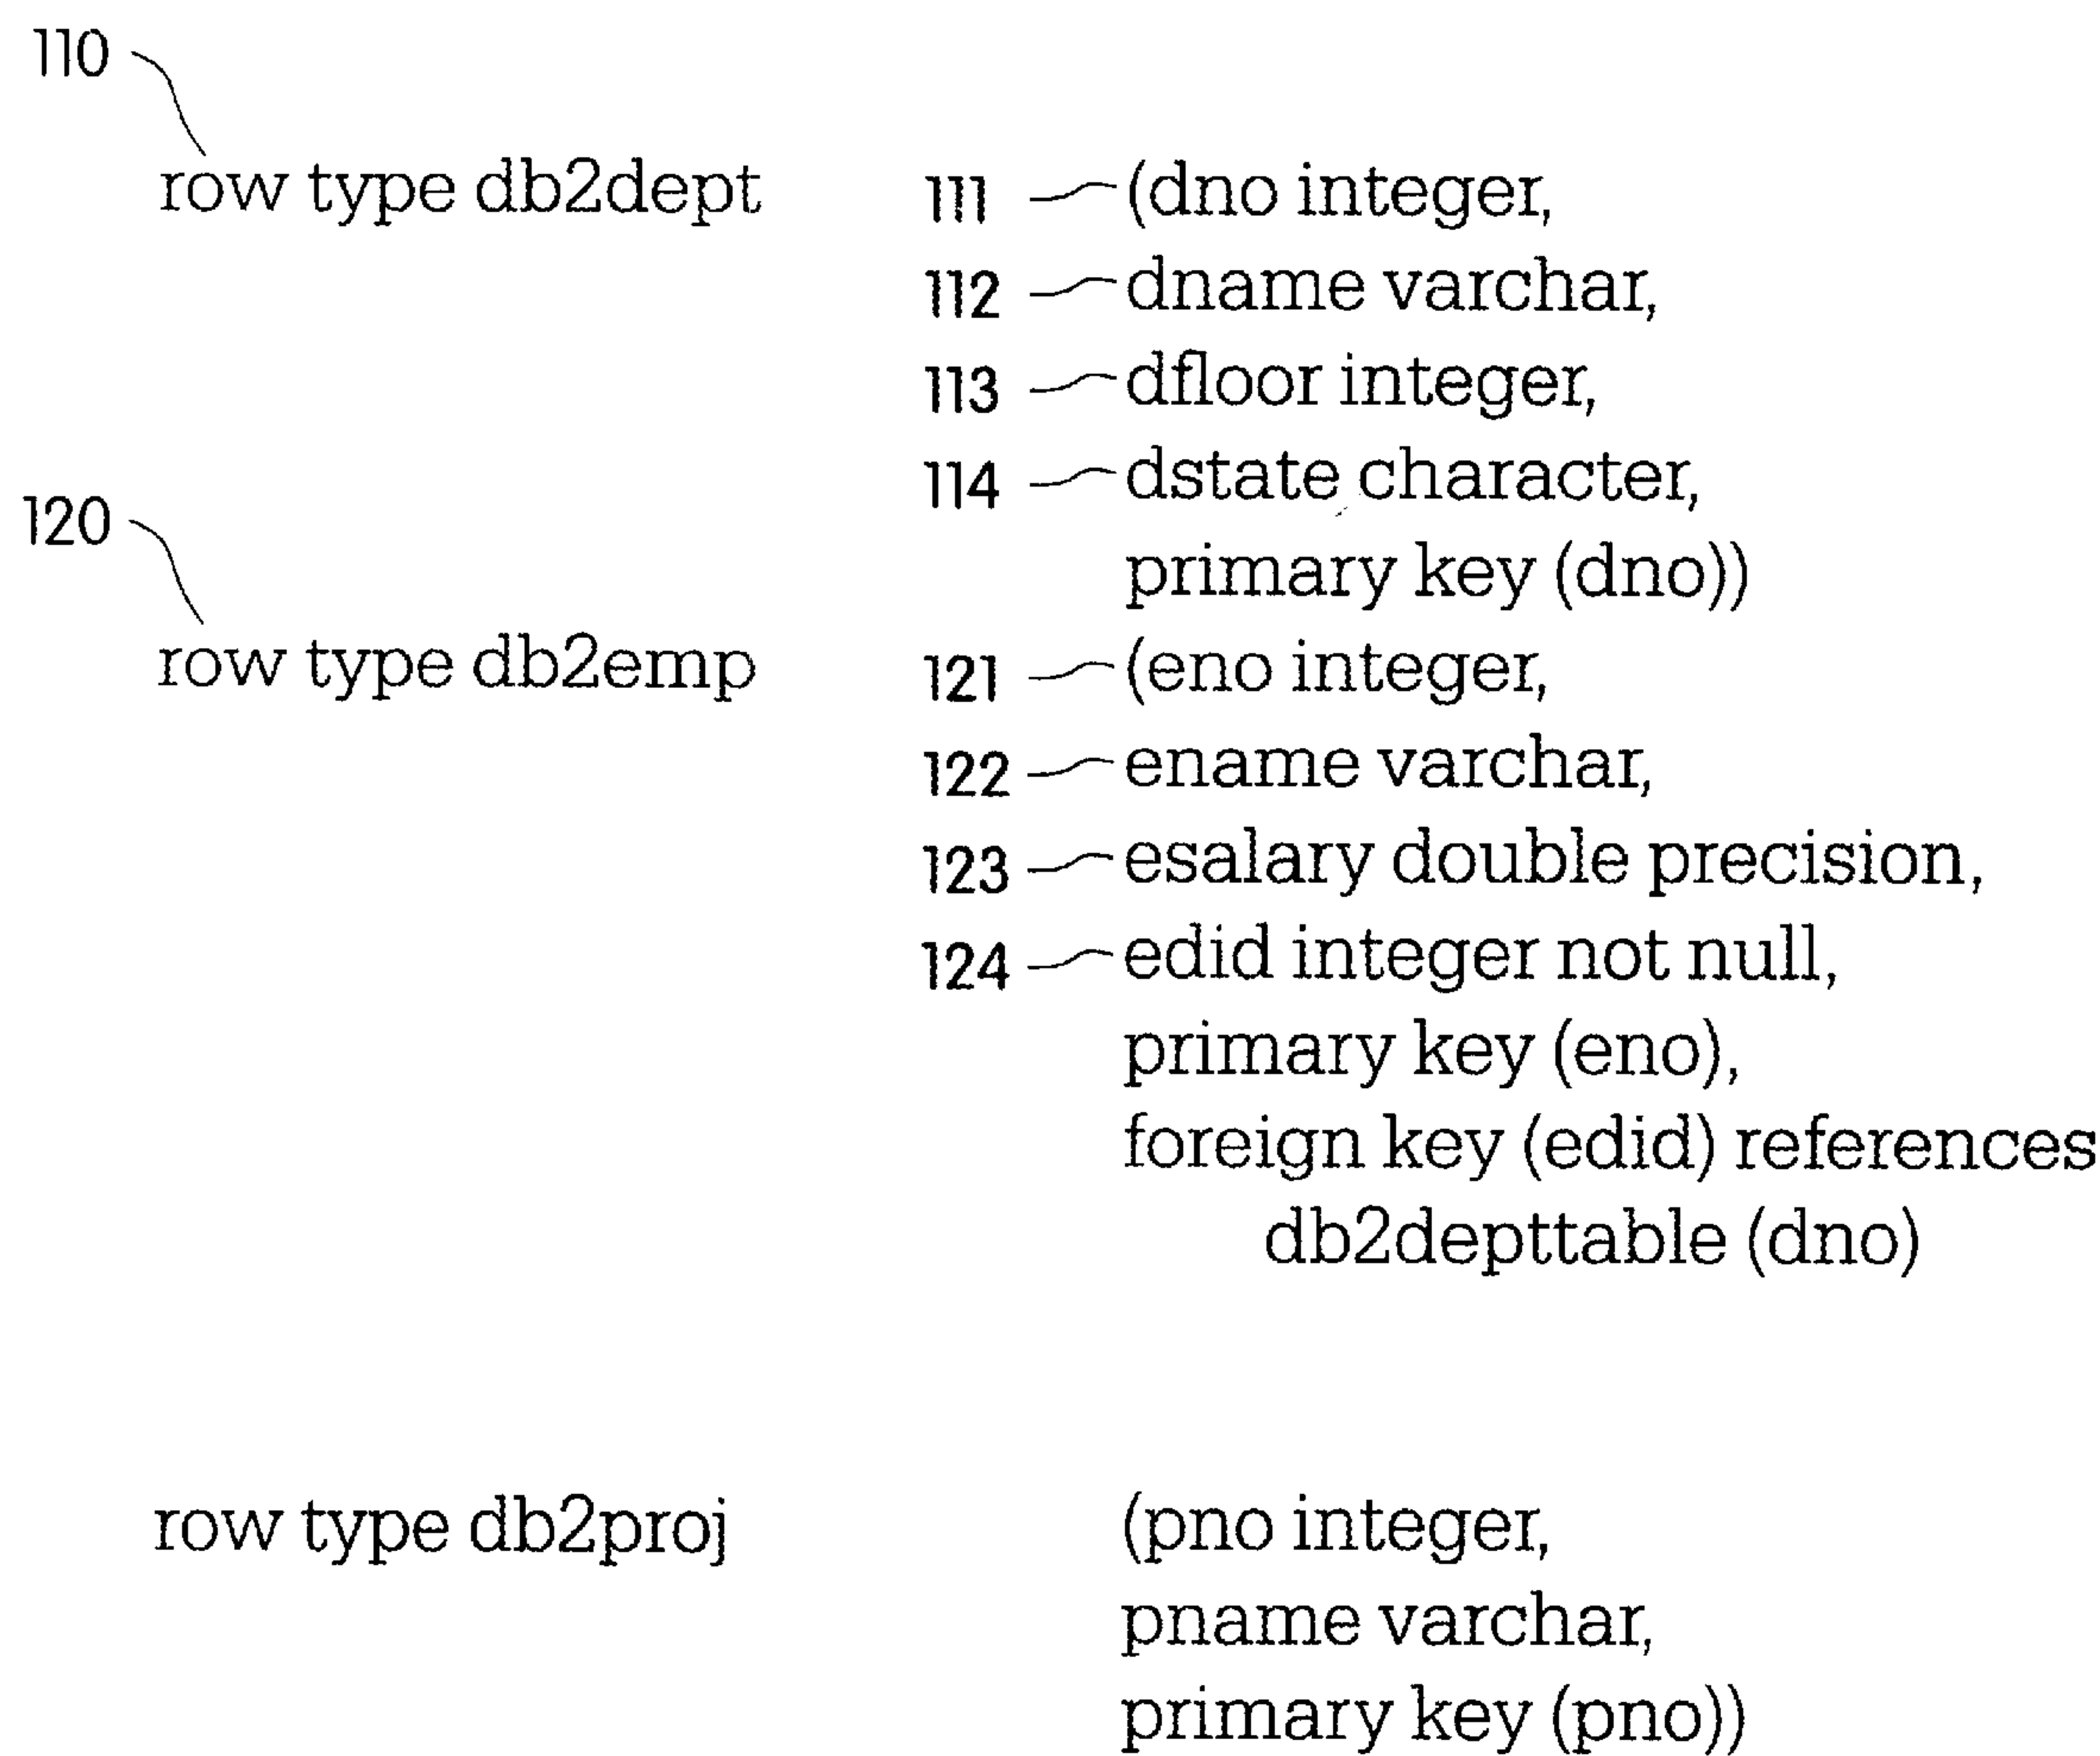 110
row type db2dept 111 (dno integer,
112 dname varchar,
113 dfloor integer,
114 dstate character,
primary key (dno))
120
row type db2emp 121 (eno integer,
122 ename varchar,
123 esalary double precision,
124 edid integer not null,
primary key (eno),
foreign key (edid) references
db2depttable (dno)
row type db2proj (pno integer,
pname varchar,
primary key (pno))